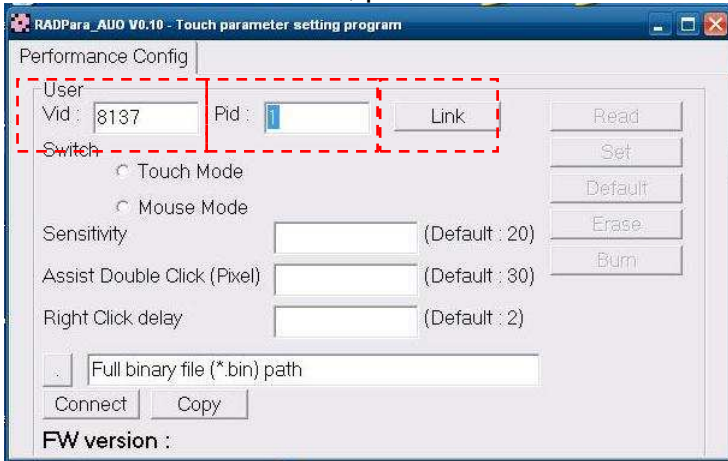 RADPara_AUO V0.10 - Touch parameter setting program
Performance Config
User
Vid : 8137 Pid : 1 Link Read
Switch Set
Touch Mode
Default
Mouse Mode
Sensitivity (Default : 20) Erase
Burn
Assist Double Click (Pixel) (Default : 30)
Right Click delay (Default : 2)
. Full binary file (*.bin) path
Connect Copy
FW version :